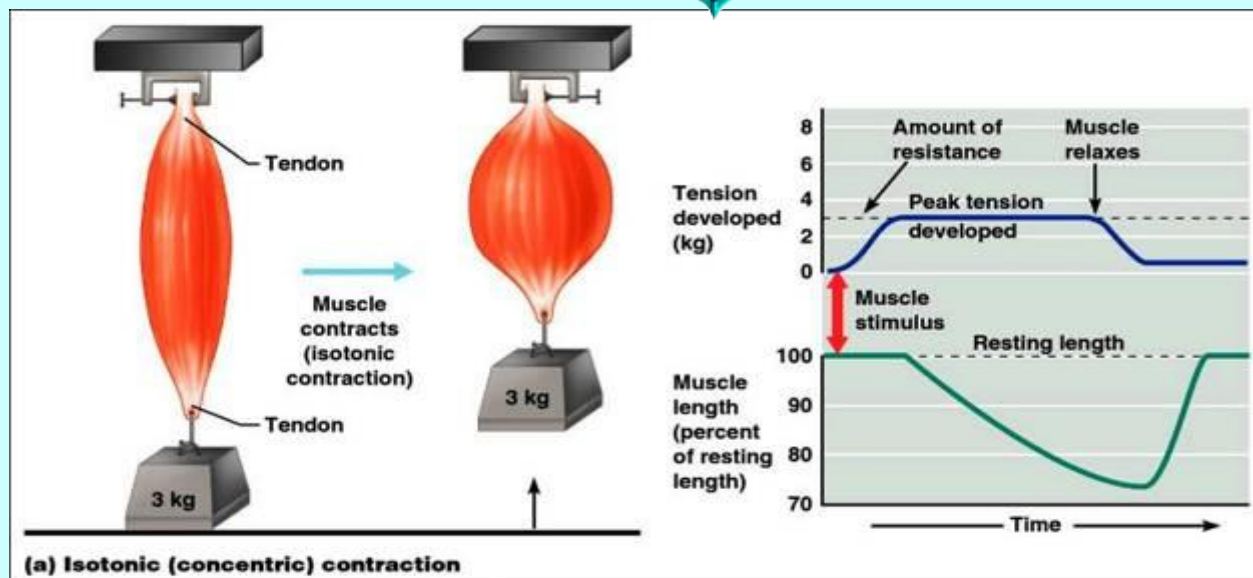 Tendon
Muscle
contracts
(isotonic
contraction)
Tendon
3 kg
3 kg
(a) Isotonic (concentric) contraction
Tension
developed
(kg)
8
6
4
2
0
Amount of
resistance
Muscle
relaxes
Peak tension
developed
Muscle
stimulus
Resting length
Muscle
length
(percent
of resting
length)
100
90
80
70
Time